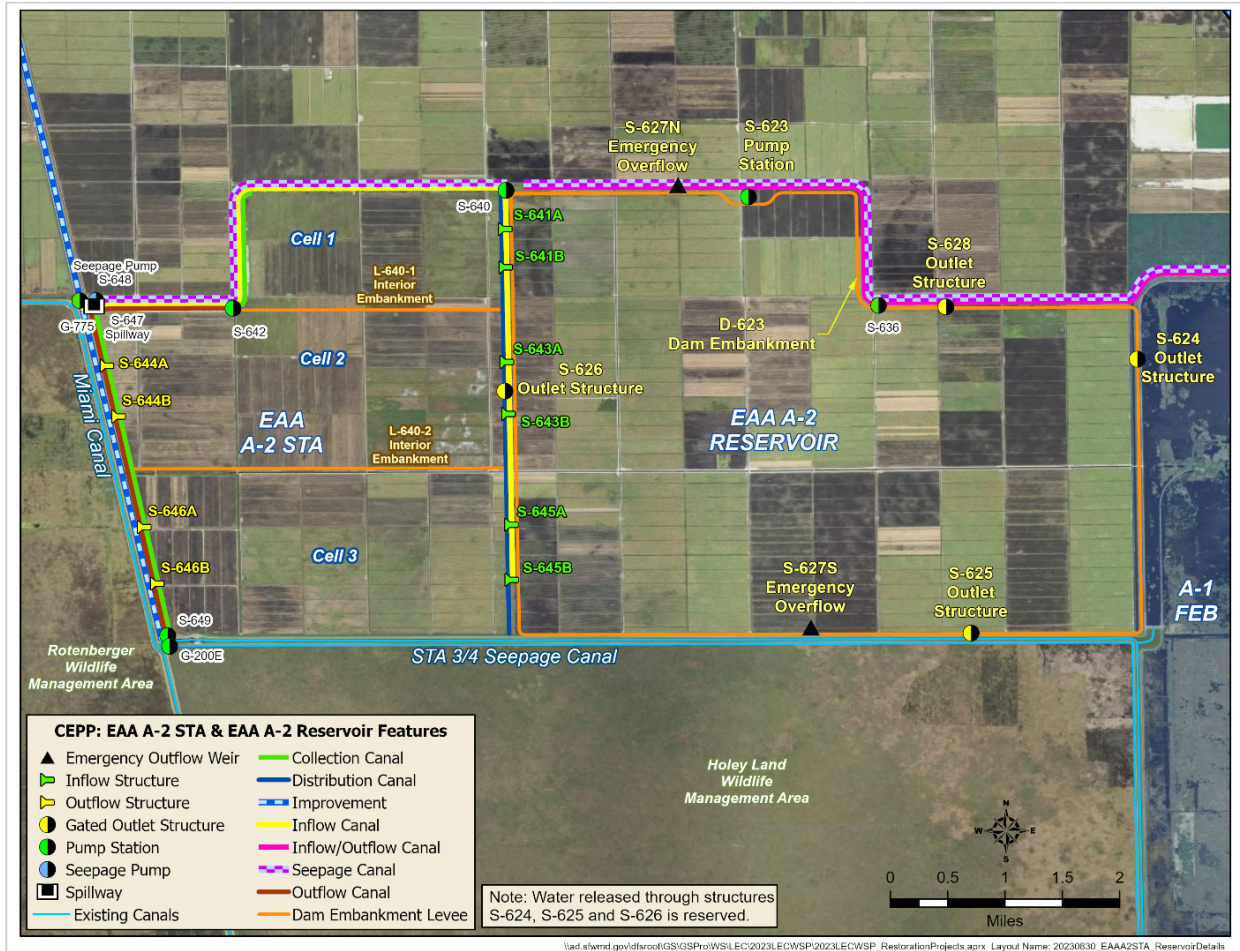 S-627N
Emergency
Overflow
S-623
Pump
Station
S-640
S-641A
S-641B
Cell 1
L-640-1
Interior
Embankment
Seepage Pump
S-648
G-775
S-647
Spillway
S-642
S-628
Outlet
Structure
S-636
D-623
Dam Embankment
S-624
Outlet
Structure
S-644A
S-644B
Cell 2
S-643A
S-626
Outlet Structure
S-643B
Miami Canal
EAA
A-2 STA
L-640-2
Interior
Embankment
EAA A-2
RESERVOIR
S-646A
S-646B
Cell 3
S-645A
S-645B
S-627S
Emergency
Overflow
S-625
Outlet
Structure
A-1
FEB
S-649
G-200E
Rotenberger
Wildlife
Management Area
STA 3/4 Seepage Canal
CEPP: EAA A-2 STA & EAA A-2 Reservoir Features
Emergency Outflow Weir
Inflow Structure
Outflow Structure
Gated Outlet Structure
Pump Station
Seepage Pump
Spillway
Existing Canals
Collection Canal
Distribution Canal
Improvement
Inflow Canal
Inflow/Outflow Canal
Seepage Canal
Outflow Canal
Dam Embankment Levee
Holey Land
Wildlife
Management Area
N
W E
S
0 0.5 1 2
Miles
Note: Water released through structures
S-624, S-625 and S-626 is reserved.
\\ad.sfwmd.gov\dfsroot\GS\GSPro\WS\LEC\2023LECWSP\2023LECWSP_RestorationProjects.aprx Layout Name: 20230830_EAAA2STA_ReservoirDetails